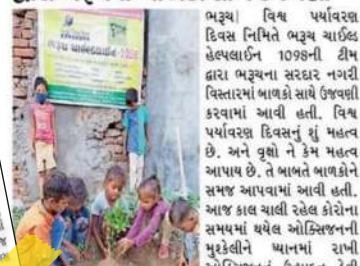 ભરૂચ। વિશ્વ પર્યાવરણ
દિવસ નિમિતે ભરૂચ ચાઈલ્ડ
હેલ્પલાઈન 1098ની ટીમ
દ્વારા ભરૂચના સરદાર નગરી
વિસ્તારમાં બાળકો સાથે ઉજવણી
કરવામાં આવી હતી. વિશ્વ
પર્યાવરણ દિવસનું શું મહત્વ
છે. અને વૃક્ષો ને કેમ મહત્વ
આપાય છે. તે બાબતે બાળકોને
સમજ આપવામાં આવી હતી.
આજ કાલ ચાલી રહેલ કોરોના
સમયમાં થયેલ ઓક્સિજનની
મુશ્કેલીને ધ્યાનમાં રાખી